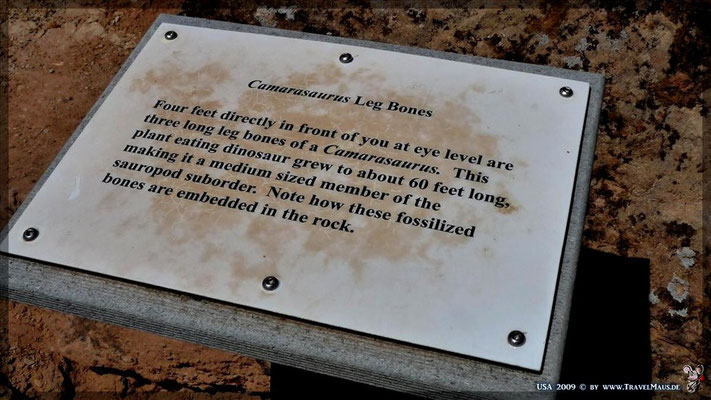 Camarasaurus Leg Bones
Four feet directly in front of you at eye level are
three long leg bones of a Camarasaurus. This
plant eating dinosaur grew to about 60 feet long,
making it a medium sized member of the
sauropod suborder. Note how these fossilized
bones are embedded in the rock.
USA 2009 © by www.TravelMaus.de